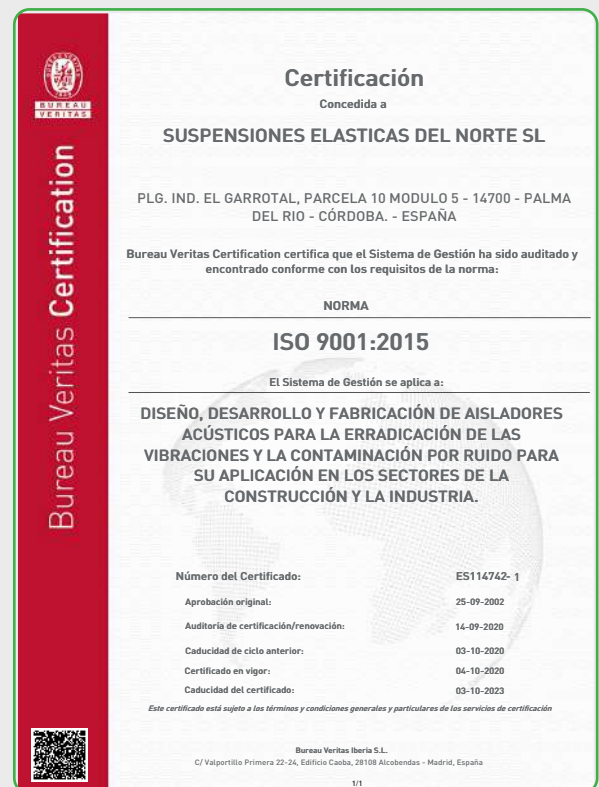 BUREAU
VERITAS
Bureau Veritas Certification
Certificación
Concedida a
SUSPENSIONES ELASTICAS DEL NORTE SL
PLG. IND. EL GARROTAL, PARCELA 10 MODULO 5 - 14700 - PALMA
DEL RIO - CÓRDOBA. - ESPAÑA
Bureau Veritas Certification certifica que el Sistema de Gestión ha sido auditado y
encontrado conforme con los requisitos de la norma:
NORMA
ISO 9001:2015
El Sistema de Gestión se aplica a:
DISEÑO, DESARROLLO Y FABRICACIÓN DE AISLADORES
ACÚSTICOS PARA LA ERRADICACIÓN DE LAS
VIBRACIONES Y LA CONTAMINACIÓN POR RUIDO PARA
SU APLICACIÓN EN LOS SECTORES DE LA
CONSTRUCCIÓN Y LA INDUSTRIA.
Número del Certificado: ES114742- 1
Aprobación original: 25-09-2002
Auditoría de certificación/renovación: 14-09-2020
Caducidad de ciclo anterior: 03-10-2020
Certificado en vigor: 04-10-2020
Caducidad del certificado: 03-10-2023
Este certificado está sujeto a los términos y condiciones generales y particulares de los servicios de certificación
Bureau Veritas Iberia S.L.
C/ Valportillo Primera 22-24, Edificio Caoba, 28108 Alcobendas - Madrid, España
1/1